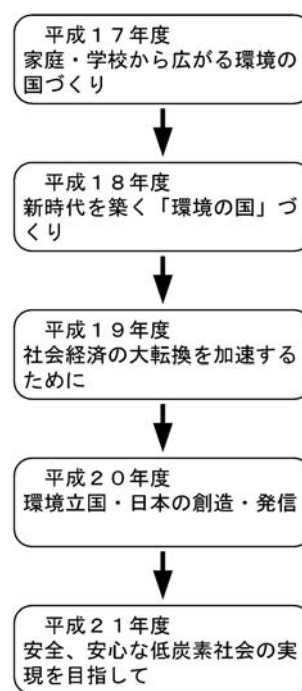 平成１７年度
家庭・学校から広がる環境の
国づくり
平成１８年度
新時代を築く「環境の国」づ
くり
平成１９年度
社会経済の大転換を加速する
ために
平成２０年度
環境立国・日本の創造・発信
平成２１年度
安全、安心な低炭素社会の実
現を目指して